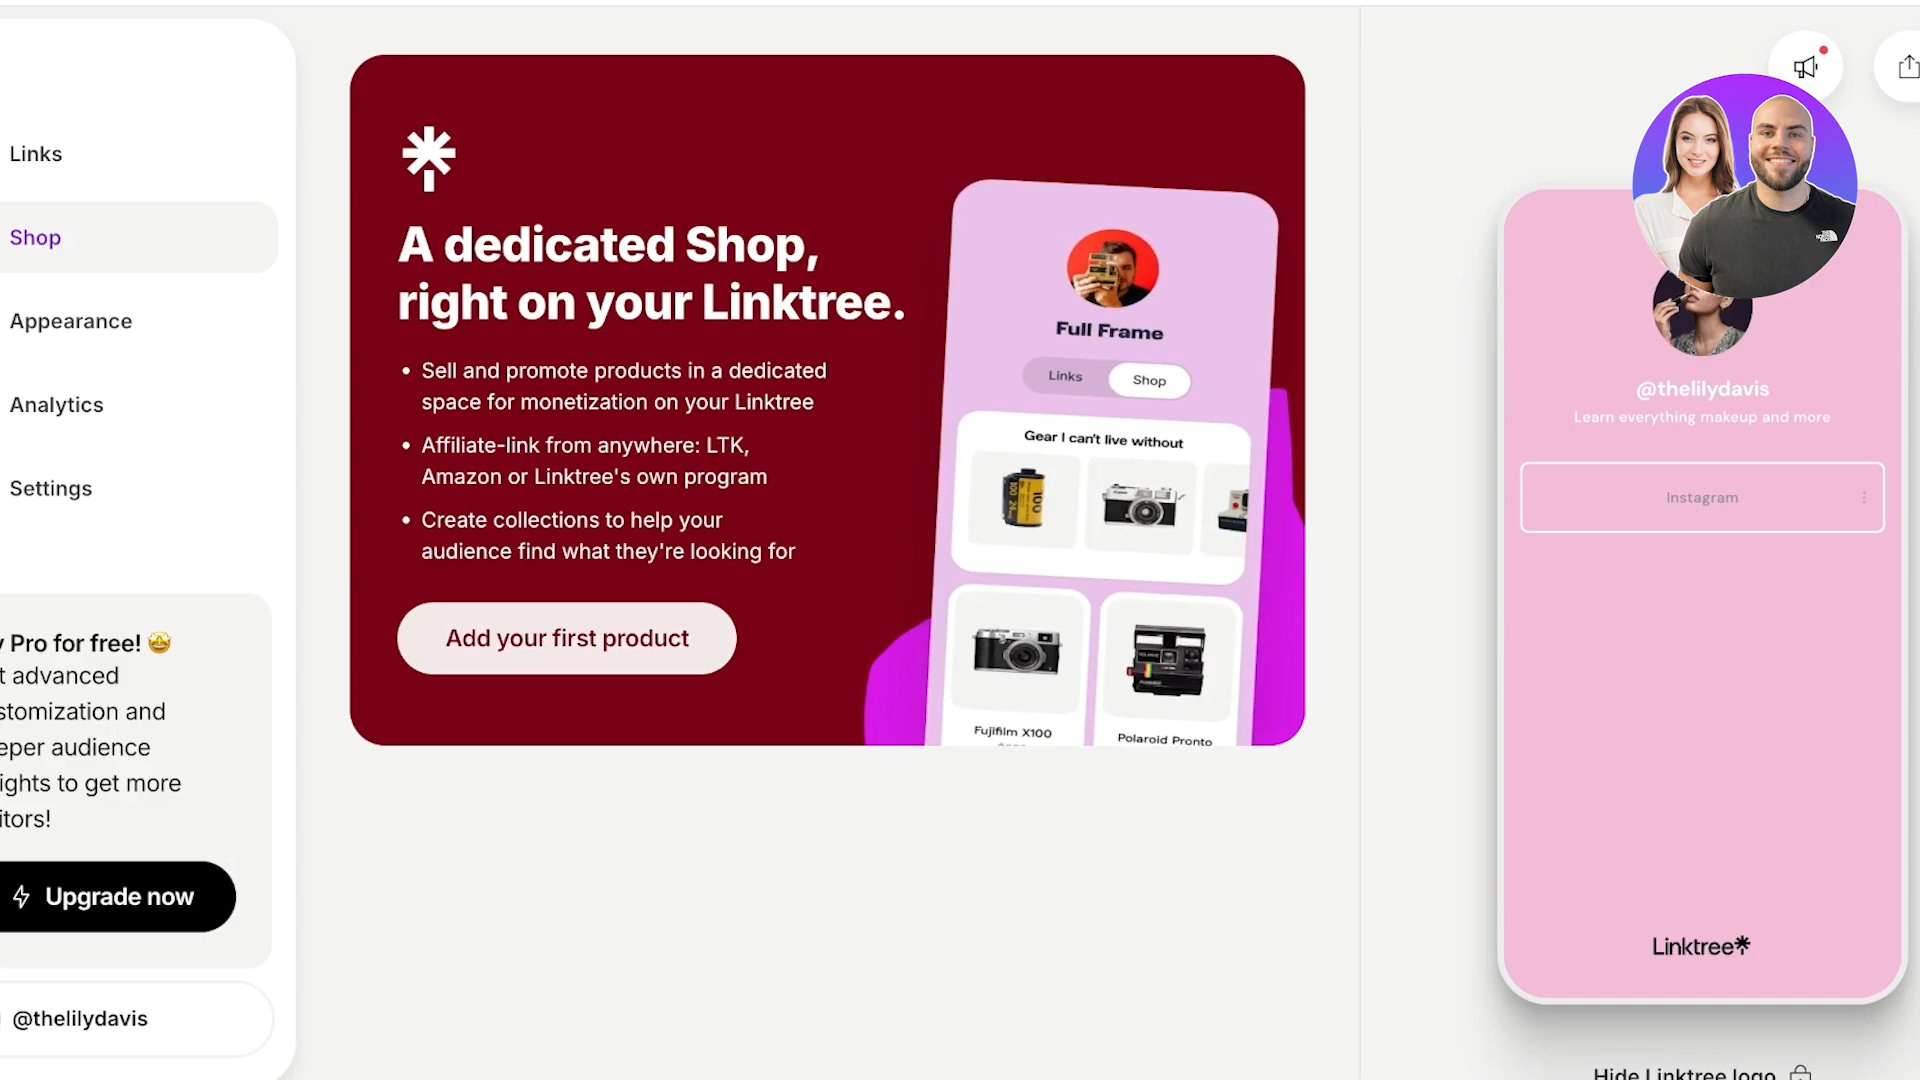 Links
Shop
Appearance
Analytics
Settings
Pro for free! 🤩
advanced
and
audience
to get more
Upgrade now
@thelilydavis
A dedicated Shop,
right on your Linktree.
• Sell and promote products in a dedicated
space for monetization on your Linktree
• Affiliate-link from anywhere: LTK,
Amazon or Linktree's own program
• Create collections to help your
audience find what they're looking for
Add your first product
Full Frame
Links Shop
Gear I can't live without
Fujifilm X100
Polaroid Pronto
@thelilydavis
Learn everything makeup and more
Instagram
Linktree
Hide Linktree logo